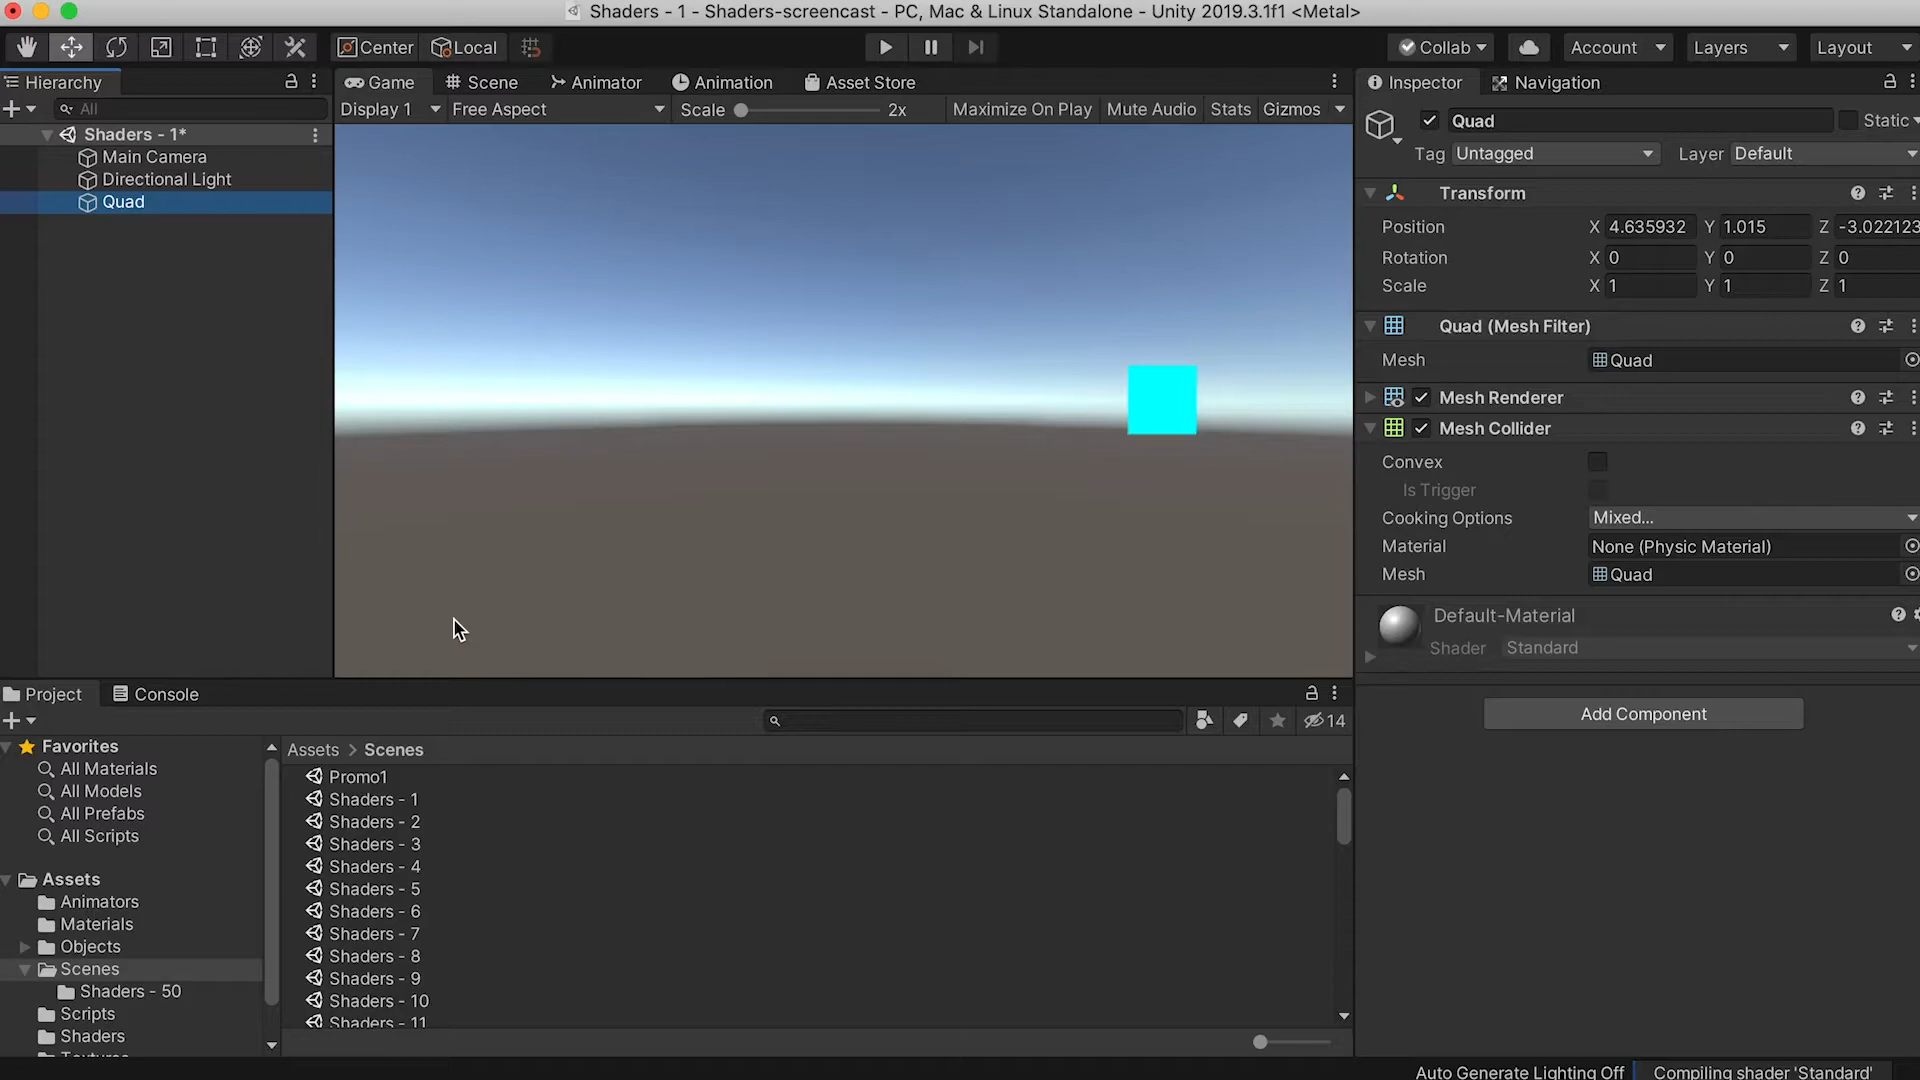 Shaders - 1 - Shaders-screencast - PC, Mac & Linux Standalone - Unity 2019.3.1f1 <Metal>
Center Local Collab Account Layers Layout
Hierarchy
All
Shaders - 1*
Main Camera
Directional Light
Quad
Game Scene Animator Animation Asset Store
Display 1 Free Aspect Scale 2x Maximize On Play Mute Audio Stats Gizmos
Inspector Navigation
Quad Static
Tag Untagged Layer Default
Transform
Position X 4.635932 Y 1.015 Z -3.022123
Rotation X 0 Y 0 Z 0
Scale X 1 Y 1 Z 1
Quad (Mesh Filter)
Mesh Quad
Mesh Renderer
Mesh Collider
Convex
Is Trigger
Cooking Options Mixed...
Material None (Physic Material)
Mesh Quad
Default-Material
Shader Standard
Add Component
Project Console
14
Favorites
All Materials
All Models
All Prefabs
All Scripts
Assets
Animators
Materials
Objects
Scenes
Shaders - 50
Scripts
Shaders
Textures
Assets > Scenes
Promo1
Shaders - 1
Shaders - 2
Shaders - 3
Shaders - 4
Shaders - 5
Shaders - 6
Shaders - 7
Shaders - 8
Shaders - 9
Shaders - 10
Shaders - 11
Auto Generate Lighting Off Compiling shader 'Standard'